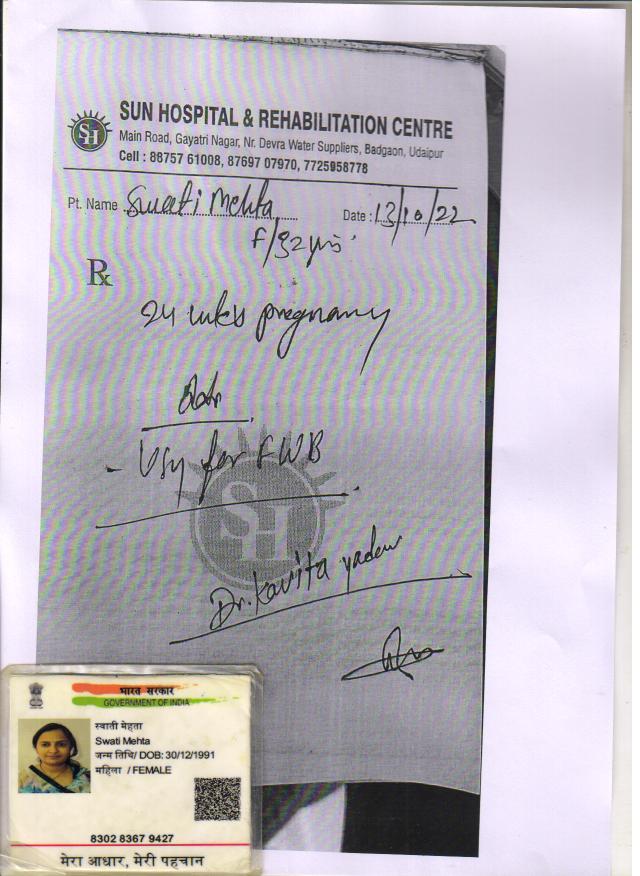 SUN HOSPITAL & REHABILITATION CENTRE
Main Road, Gayatri Nagar, Nr. Devra Water Suppliers, Badgaon, Udaipur
Cell : 88757 61008, 87697 07970, 7725958778
Pt. Name Swati Mehta Date : 13/10/22
F/32 yrs
Rx
24 wks pregnancy
Adv
- Usg for FWB
SH
Dr. Kavita Yadav
भारत सरकार
GOVERNMENT OF INDIA
स्वाती मेहता
Swati Mehta
जन्म तिथि/ DOB: 30/12/1991
महिला / FEMALE
8302 8367 9427
मेरा आधार, मेरी पहचान